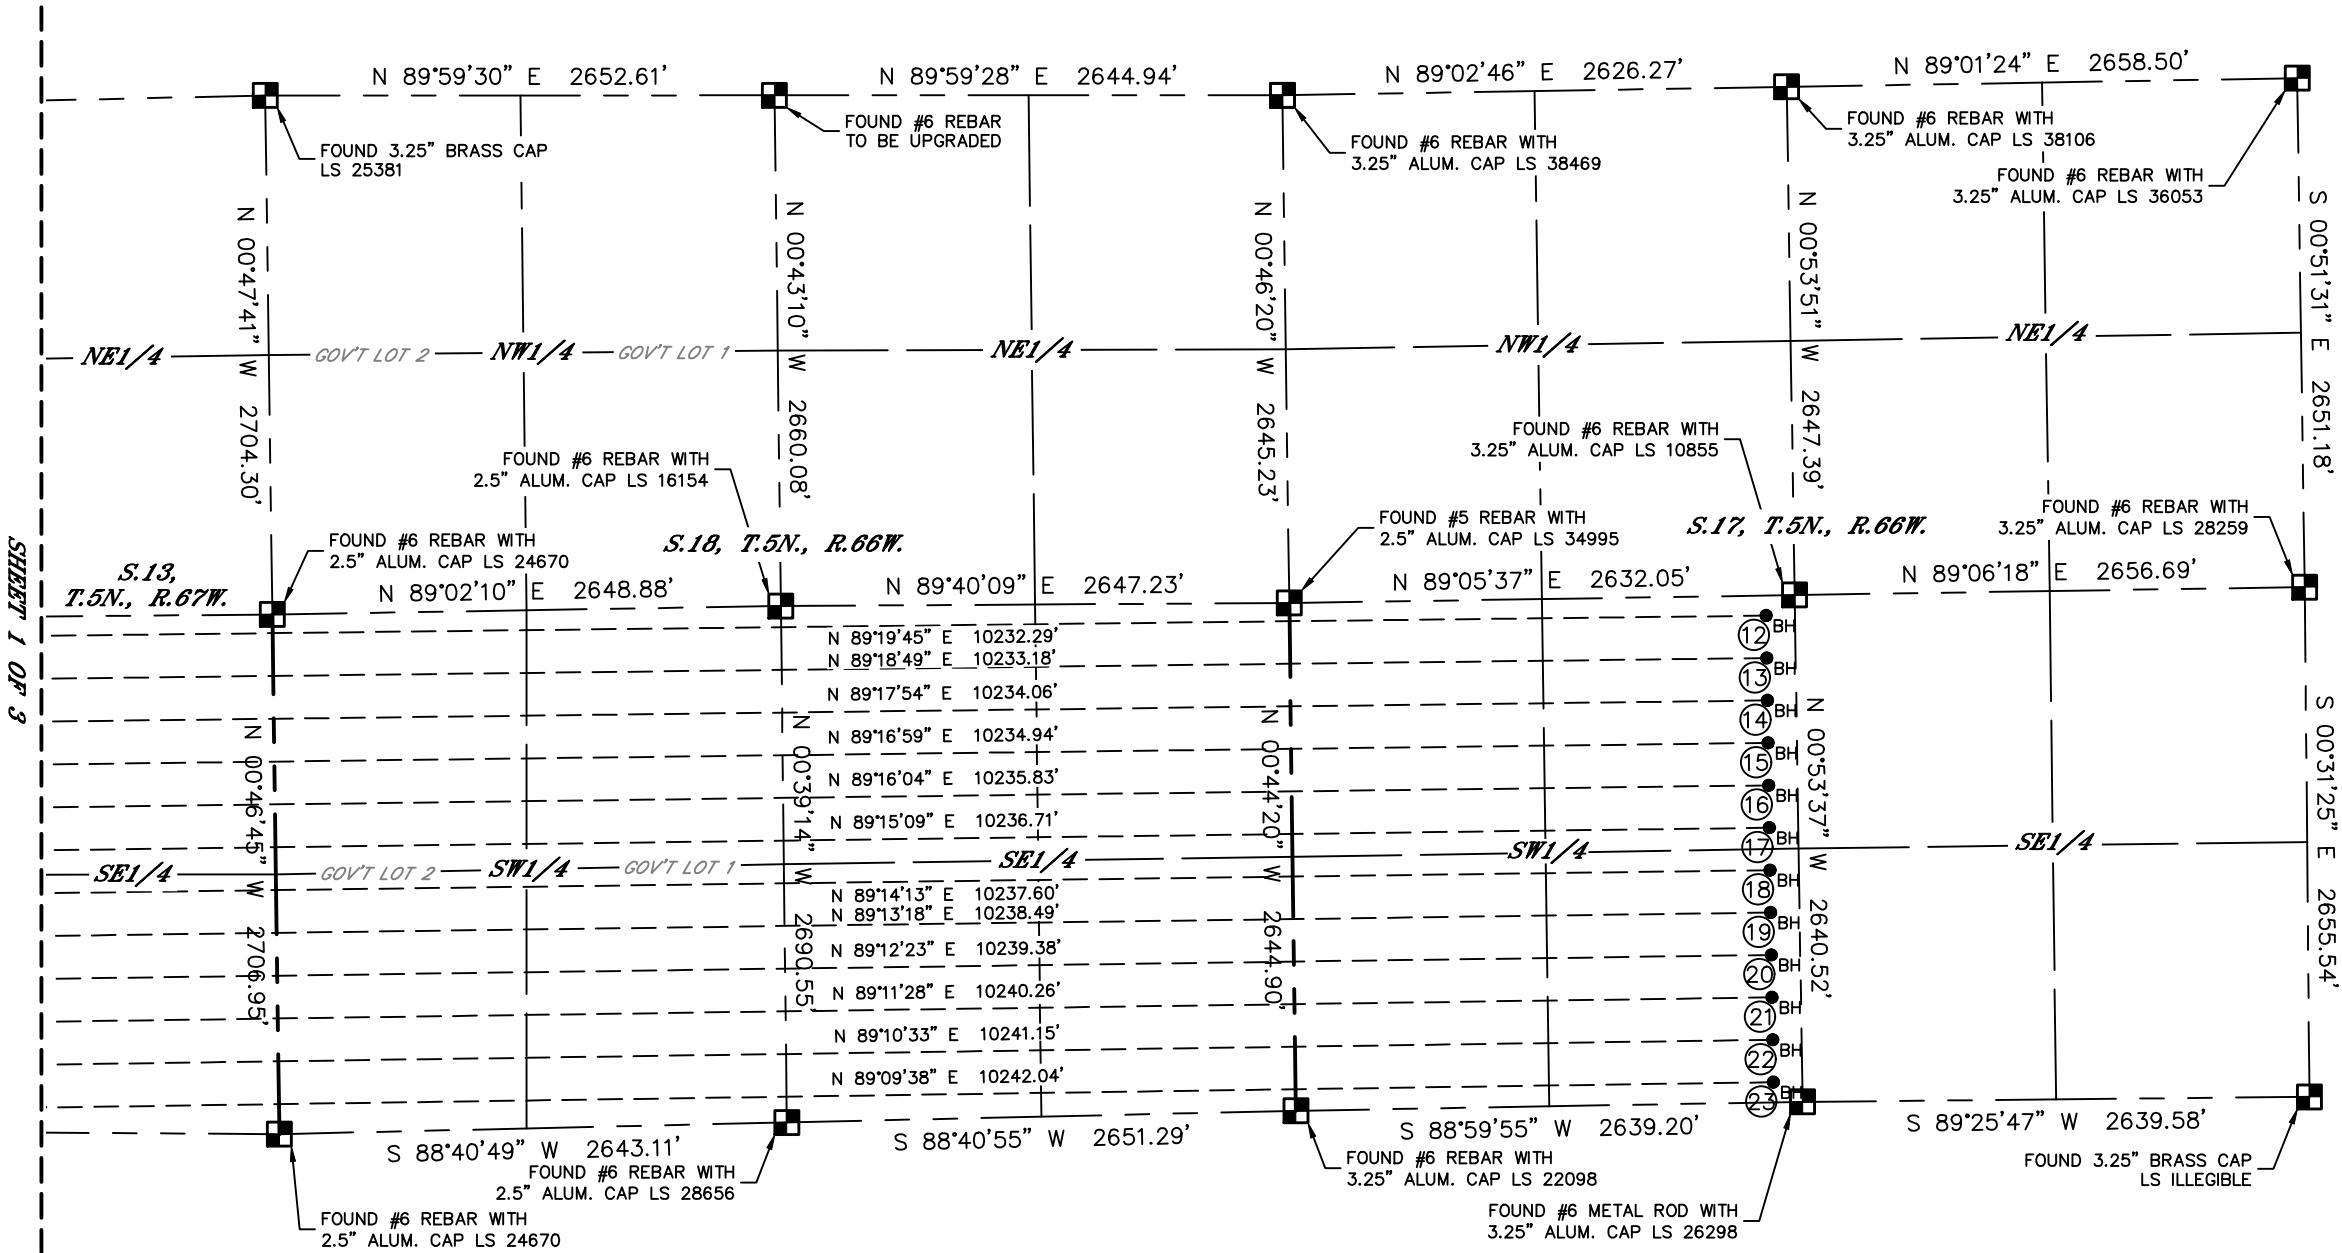 N 89°59'30" E 2652.61'
N 89°59'28" E 2644.94'
N 89°02'46" E 2626.27'
N 89°01'24" E 2658.50'
FOUND 3.25" BRASS CAP
LS 25381
FOUND #6 REBAR
TO BE UPGRADED
FOUND #6 REBAR WITH
3.25" ALUM. CAP LS 38469
FOUND #6 REBAR WITH
3.25" ALUM. CAP LS 38106
FOUND #6 REBAR WITH
3.25" ALUM. CAP LS 36053
N 00°47'41" W 2704.30'
N 00°43'10" W 2660.08'
N 00°46'20" W 2645.23'
N 00°53'51" W 2647.39'
S 00°51'31" E 2651.18'
NE1/4
GOV'T LOT 2
NW1/4
GOV'T LOT 1
NE1/4
NW1/4
NE1/4
FOUND #6 REBAR WITH
2.5" ALUM. CAP LS 16154
FOUND #6 REBAR WITH
3.25" ALUM. CAP LS 10855
FOUND #6 REBAR WITH
2.5" ALUM. CAP LS 24670
FOUND #5 REBAR WITH
2.5" ALUM. CAP LS 34995
FOUND #6 REBAR WITH
3.25" ALUM. CAP LS 28259
SHEET 1 OF 3
S.13,
T.5N., R.67W.
S.18, T.5N., R.66W.
S.17, T.5N., R.66W.
N 89°02'10" E 2648.88'
N 89°40'09" E 2647.23'
N 89°05'37" E 2632.05'
N 89°06'18" E 2656.69'
N 89°19'45" E 10232.29'
N 89°18'49" E 10233.18'
N 89°17'54" E 10234.06'
N 89°16'59" E 10234.94'
N 89°16'04" E 10235.83'
N 89°15'09" E 10236.71'
N 89°14'13" E 10237.60'
N 89°13'18" E 10238.49'
N 89°12'23" E 10239.38'
N 89°11'28" E 10240.26'
N 89°10'33" E 10241.15'
N 89°09'38" E 10242.04'
12 BH
13 BH
14 BH
15 BH
16 BH
17 BH
18 BH
19 BH
20 BH
21 BH
22 BH
23 BH
N 00°46'45" W 2706.95'
N 00°39'14" W 2690.55'
N 00°44'20" W 2644.90'
N 00°53'37" W 2640.52'
S 00°31'25" E 2655.54'
SE1/4
GOV'T LOT 2
SW1/4
GOV'T LOT 1
SE1/4
SW1/4
SE1/4
S 88°40'49" W 2643.11'
S 88°40'55" W 2651.29'
S 88°59'55" W 2639.20'
S 89°25'47" W 2639.58'
FOUND #6 REBAR WITH
2.5" ALUM. CAP LS 28656
FOUND #6 REBAR WITH
3.25" ALUM. CAP LS 22098
FOUND 3.25" BRASS CAP
LS ILLEGIBLE
FOUND #6 REBAR WITH
2.5" ALUM. CAP LS 24670
FOUND #6 METAL ROD WITH
3.25" ALUM. CAP LS 26298